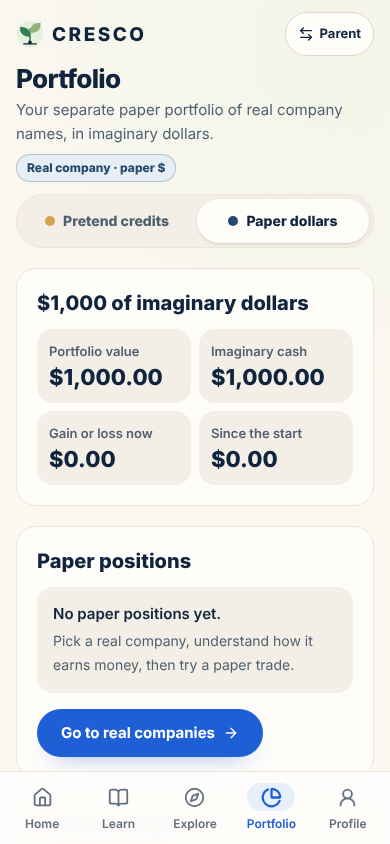 CRESCO
Parent
Portfolio
Your separate paper portfolio of real company
names, in imaginary dollars.
Real company · paper $
Pretend credits
Paper dollars
$1,000 of imaginary dollars
Portfolio value
$1,000.00
Imaginary cash
$1,000.00
Gain or loss now
$0.00
Since the start
$0.00
Paper positions
No paper positions yet.
Pick a real company, understand how it
earns money, then try a paper trade.
Go to real companies
Home
Learn
Explore
Portfolio
Profile